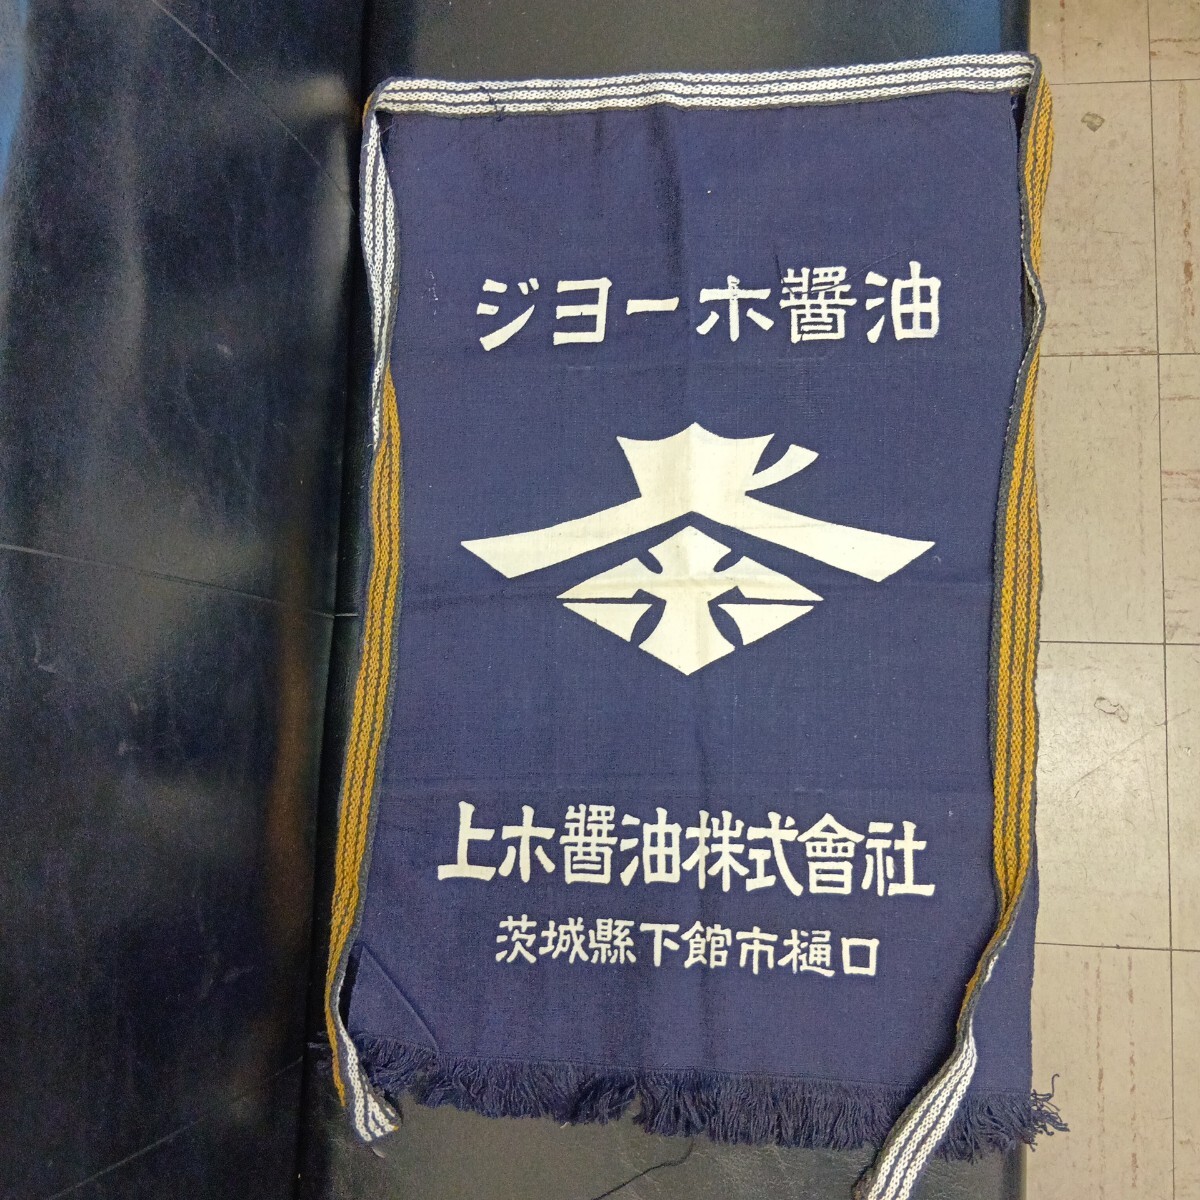 ジョーホ醬油
上ホ醬油株式會社
茨城縣下館市樋口